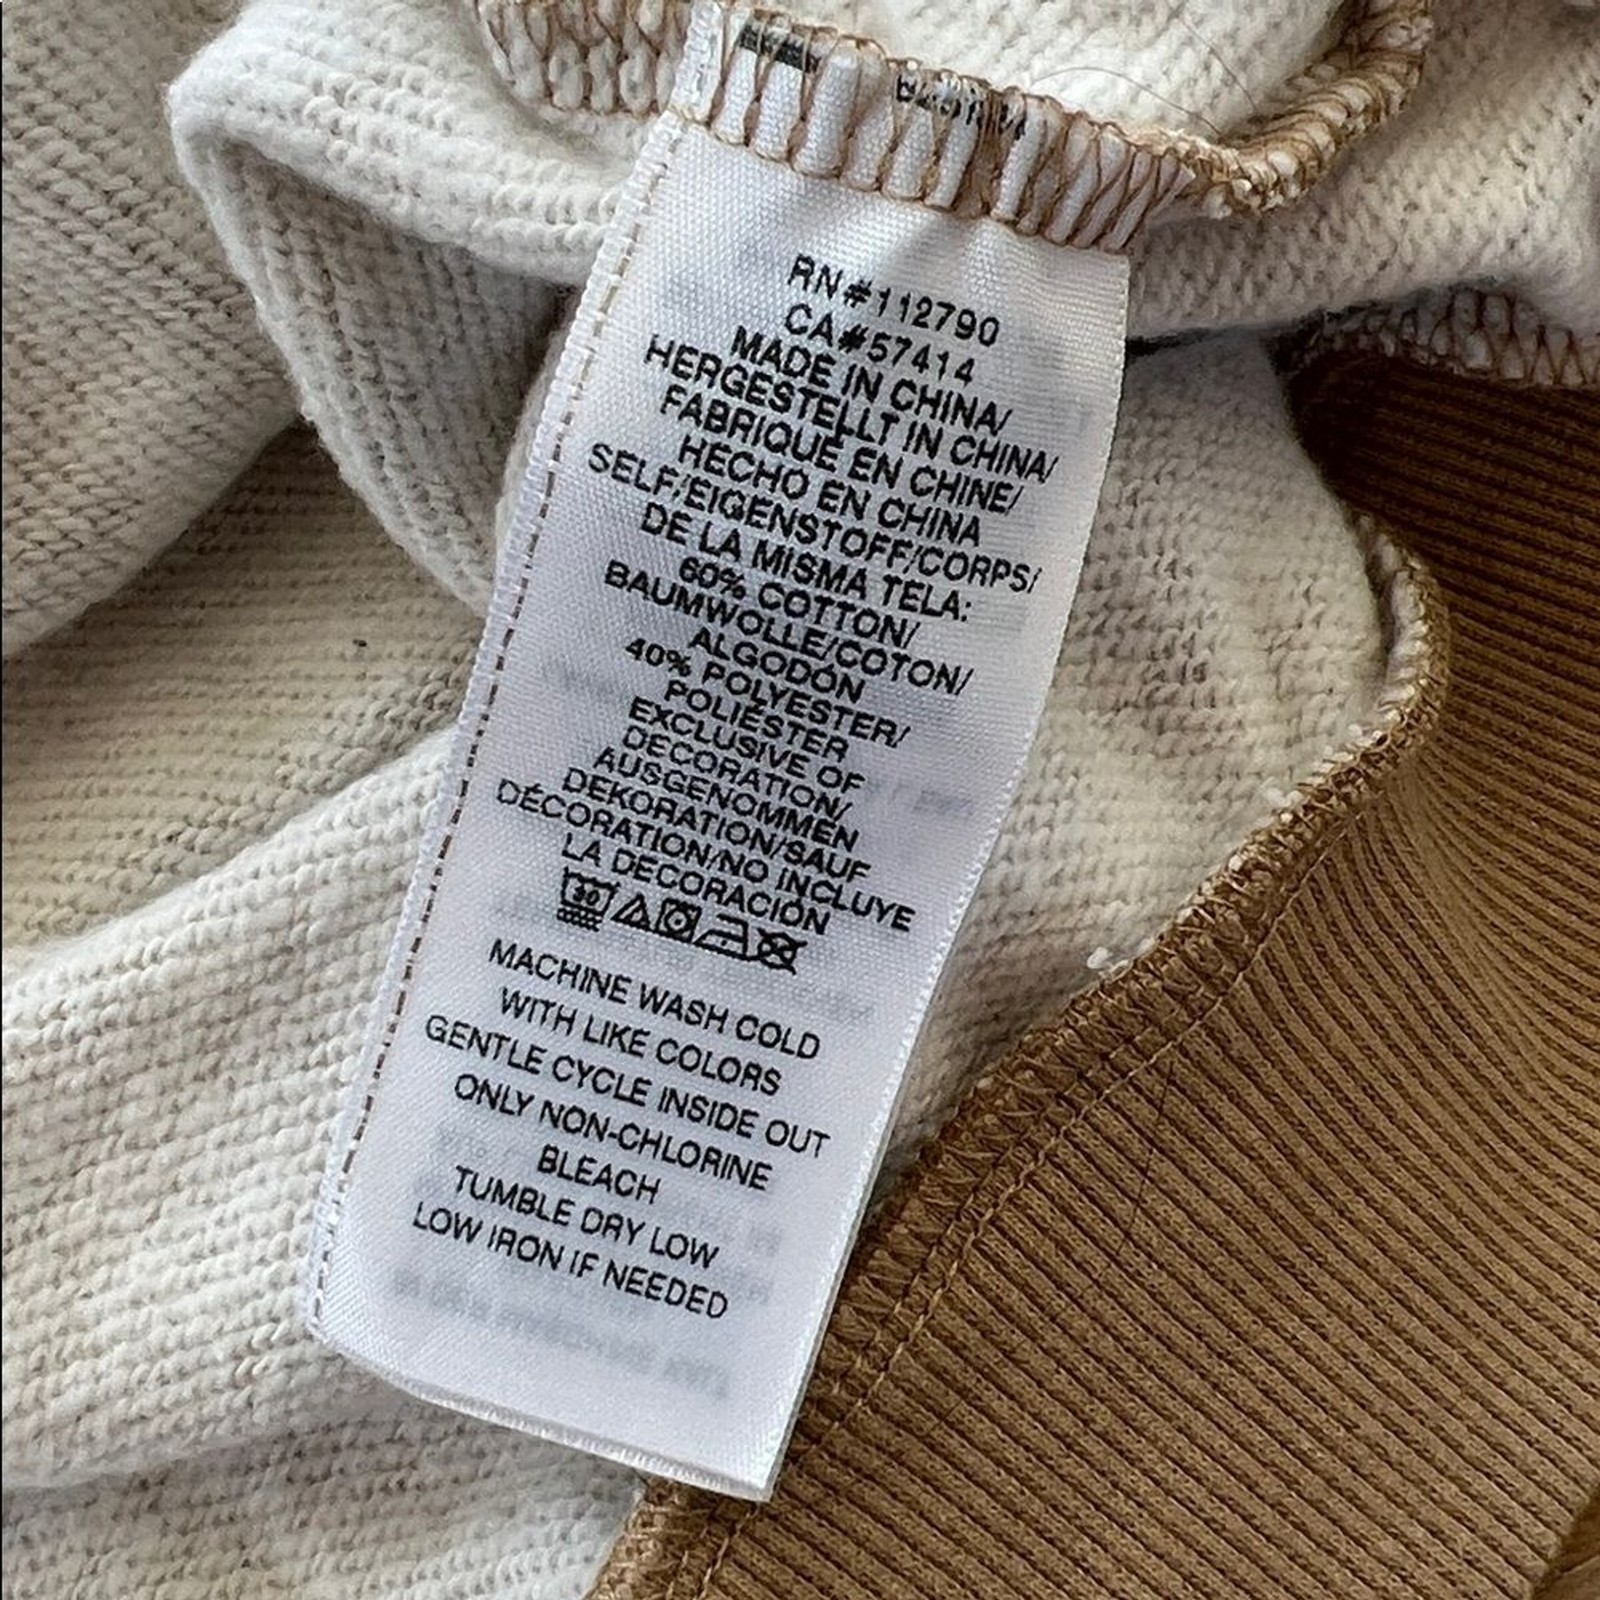 RN#112790
CA#57414
MADE IN CHINA/
HERGESTELLT IN CHINA/
FABRIQUÉ EN CHINE/
HECHO EN CHINA
SELF/EIGENSTOFF/CORPS/
DE LA MISMA TELA:
60% COTTON/
BAUMWOLLE/COTON/
ALGODÓN
40% POLYESTER/
POLIÉSTER
EXCLUSIVE OF
DECORATION/
AUSGENOMMEN
DEKORATION/SAUF
DÉCORATION/NO INCLUYE
LA DECORACIÓN
30
MACHINE WASH COLD
WITH LIKE COLORS
GENTLE CYCLE INSIDE OUT
ONLY NON-CHLORINE
BLEACH
TUMBLE DRY LOW
LOW IRON IF NEEDED